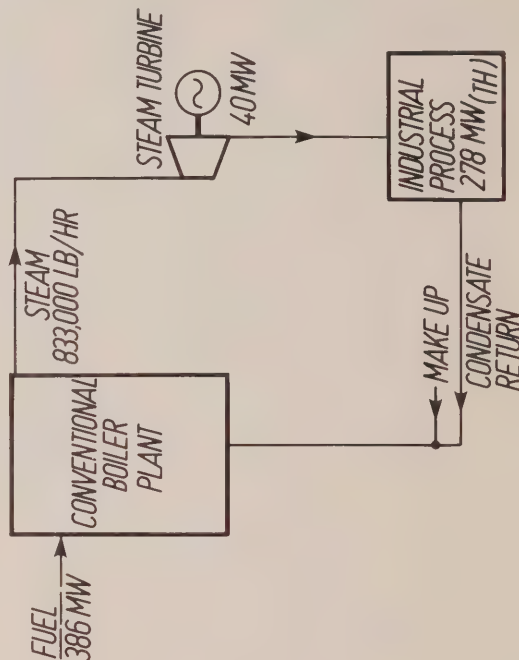 FUEL
386 MW
CONVENTIONAL
BOILER
PLANT
STEAM
833,000 LB/HR
STEAM TURBINE
40 MW
INDUSTRIAL
PROCESS
278 MW(TH)
MAKE UP
CONDENSATE
RETURN